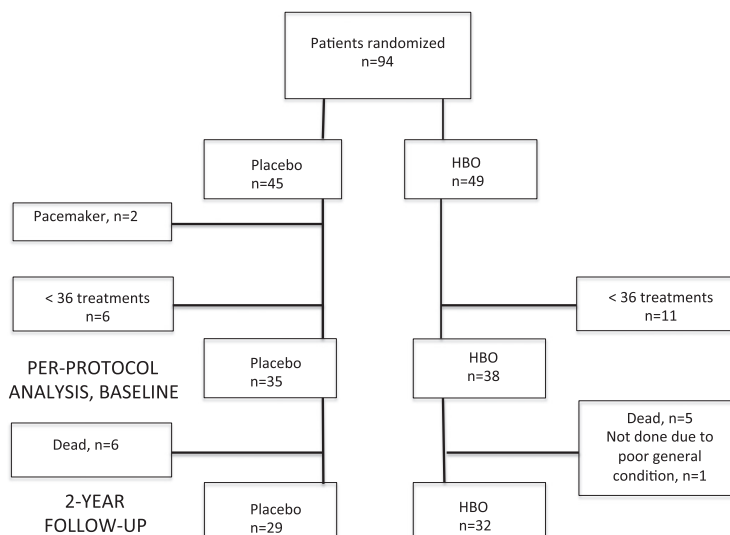 Patients randomized
n=94
Placebo
n=45
HBO
n=49
Pacemaker, n=2
< 36 treatments
n=6
< 36 treatments
n=11
PER-PROTOCOL
ANALYSIS, BASELINE
Placebo
n=35
HBO
n=38
Dead, n=6
Dead, n=5
Not done due to
poor general
condition, n=1
2-YEAR
FOLLOW-UP
Placebo
n=29
HBO
n=32